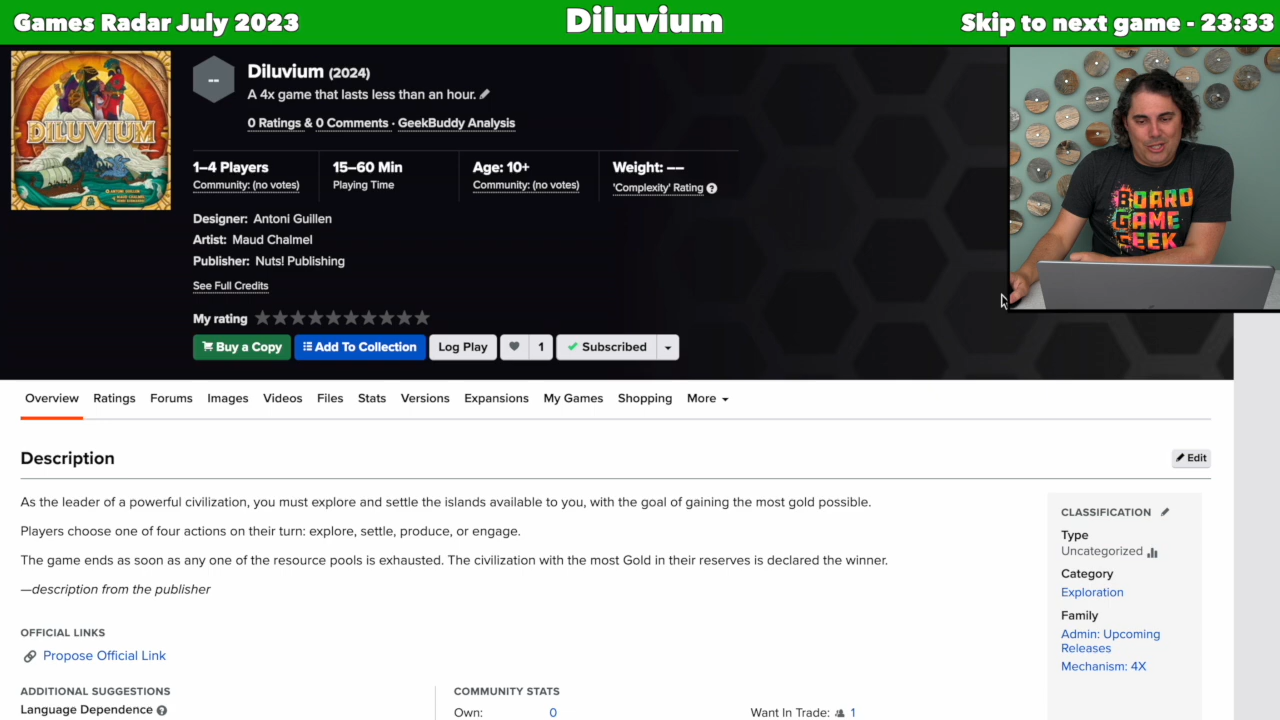 Games Radar July 2023
Diluvium
Skip to next game - 23:33
DILUVIUM
--
Diluvium (2024)
A 4x game that lasts less than an hour.
0 Ratings & 0 Comments · GeekBuddy Analysis
1–4 Players
Community: (no votes)
15–60 Min
Playing Time
Age: 10+
Community: (no votes)
Weight: --
'Complexity' Rating
Designer: Antoni Guillen
Artist: Maud Chalmel
Publisher: Nuts! Publishing
See Full Credits
My rating
Buy a Copy
Add To Collection
Log Play
1
Subscribed
BOARD
GAME
GEEK
Overview
Ratings
Forums
Images
Videos
Files
Stats
Versions
Expansions
My Games
Shopping
More
Description
Edit
As the leader of a powerful civilization, you must explore and settle the islands available to you, with the goal of gaining the most gold possible.
Players choose one of four actions on their turn: explore, settle, produce, or engage.
The game ends as soon as any one of the resource pools is exhausted. The civilization with the most Gold in their reserves is declared the winner.
—description from the publisher
OFFICIAL LINKS
Propose Official Link
ADDITIONAL SUGGESTIONS
Language Dependence
COMMUNITY STATS
Own: 0
Want In Trade: 1
CLASSIFICATION
Type
Uncategorized
Category
Exploration
Family
Admin: Upcoming
Releases
Mechanism: 4X